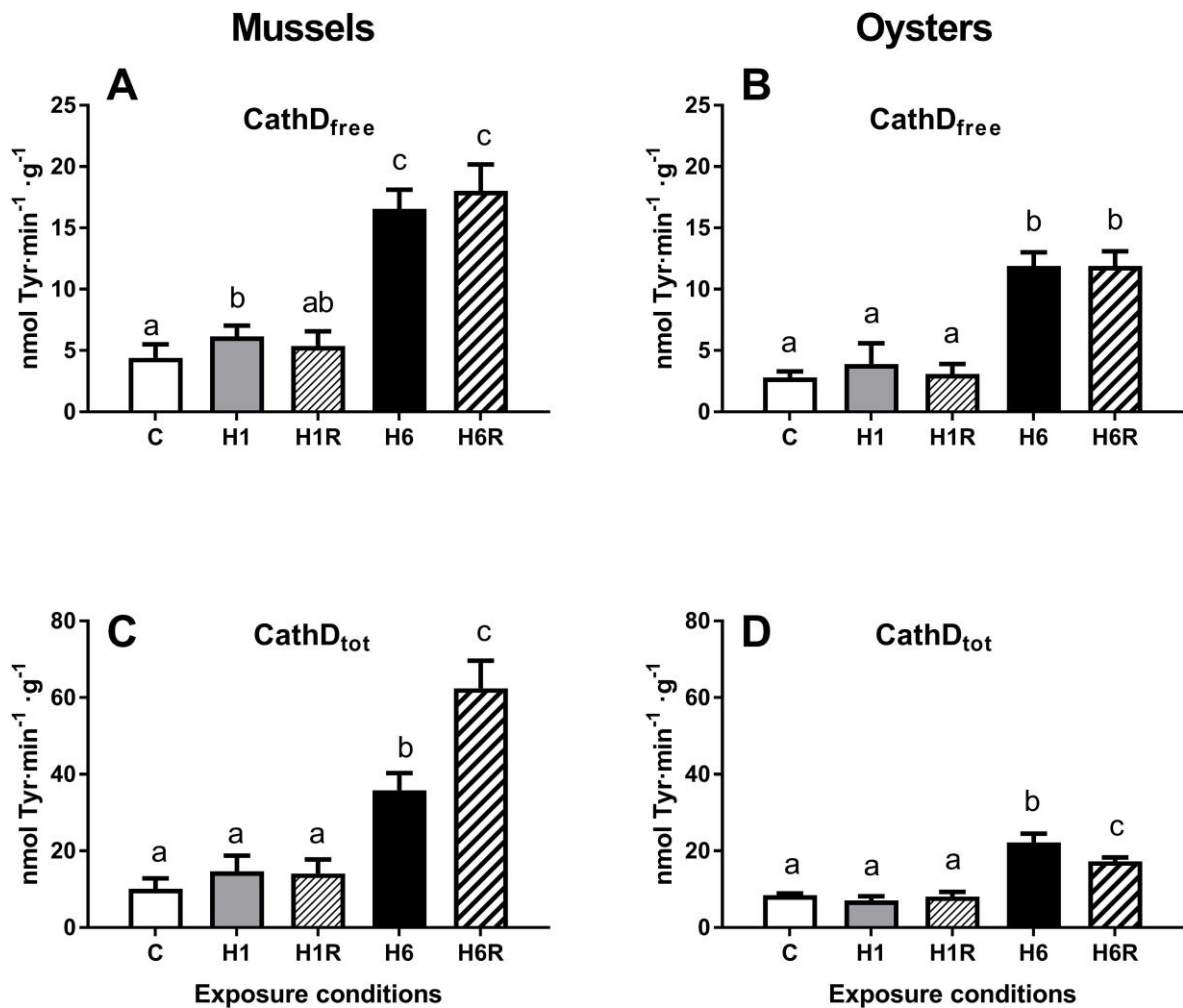 Mussels
Oysters
A
CathDfree
nmol Tyr·min-1 ·g-1
25
20
15
10
5
0
a
b
ab
c
c
C H1 H1R H6 H6R
B
CathDfree
nmol Tyr·min-1 ·g-1
25
20
15
10
5
0
a
a
a
b
b
C H1 H1R H6 H6R
C
CathDtot
nmol Tyr·min-1 ·g-1
80
60
40
20
0
a
a
a
b
c
C H1 H1R H6 H6R
Exposure conditions
D
CathDtot
nmol Tyr·min-1 ·g-1
80
60
40
20
0
a
a
a
b
c
C H1 H1R H6 H6R
Exposure conditions